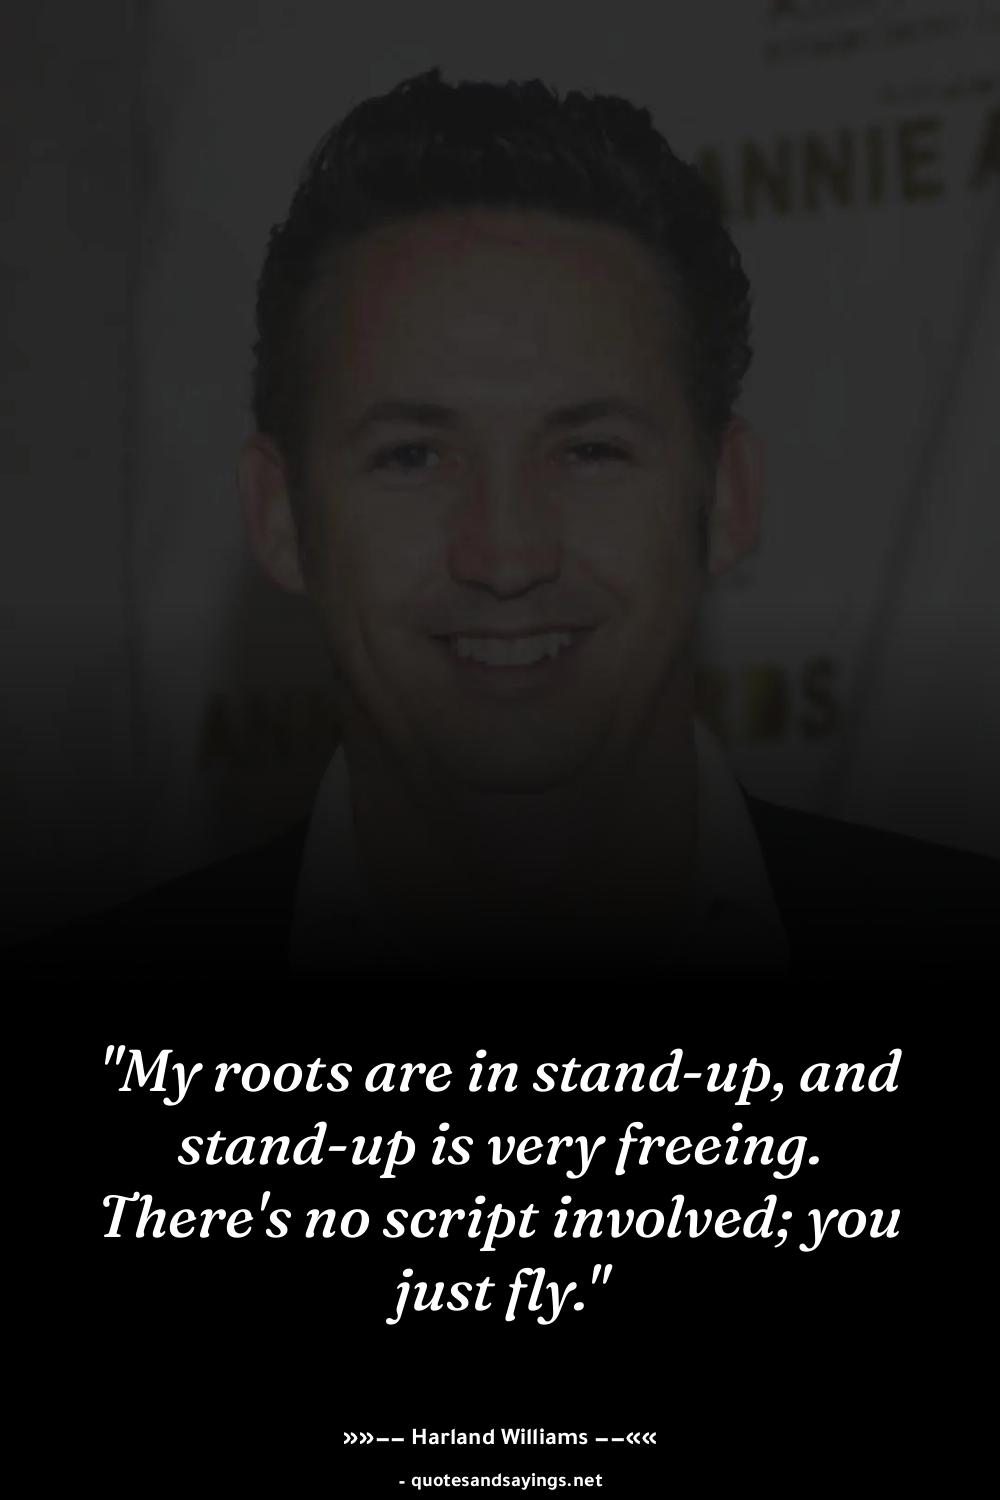 ANNIE A
RDS
"My roots are in stand-up, and
stand-up is very freeing.
There's no script involved; you
just fly."
»»–– Harland Williams ––««
- quotesandsayings.net